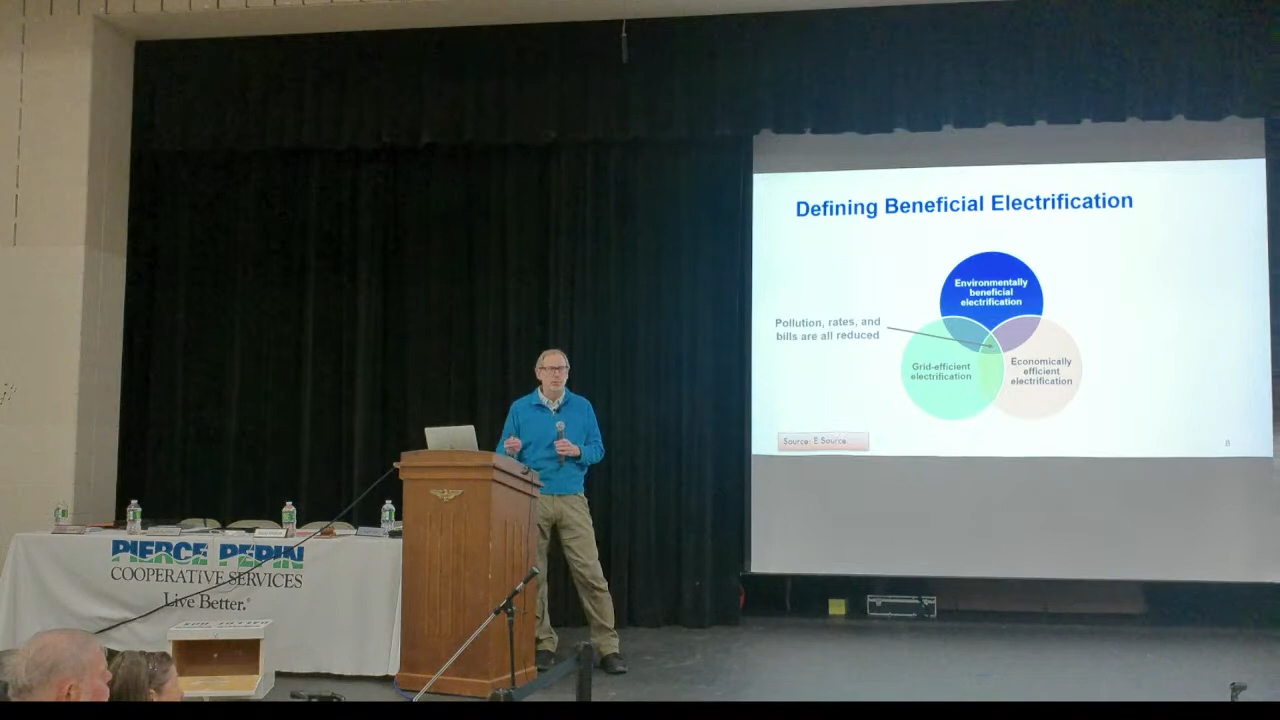 Defining Beneficial Electrification
Environmentally
beneficial
electrification
Pollution, rates, and
bills are all reduced
Grid-efficient
electrification
Economically
efficient
electrification
Source: E Source
8
PIERCE PEPIN
COOPERATIVE SERVICES
Live Better.®